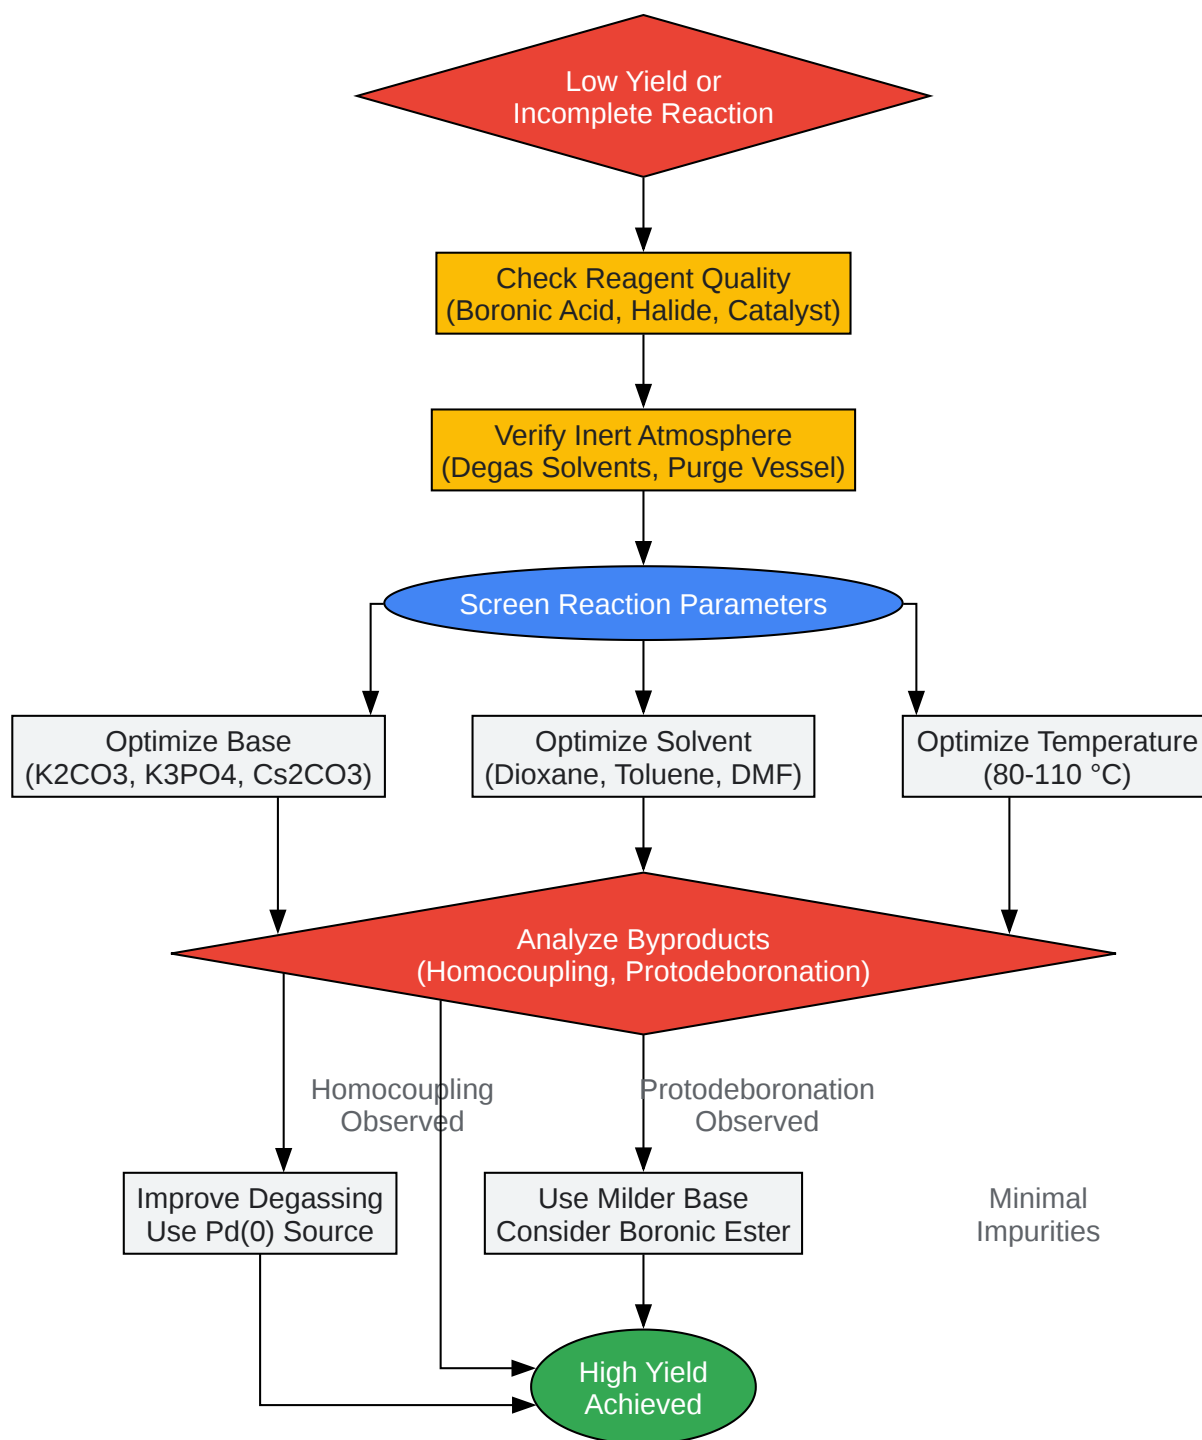 Low Yield or
Incomplete Reaction
Check Reagent Quality
(Boronic Acid, Halide, Catalyst)
Verify Inert Atmosphere
(Degas Solvents, Purge Vessel)
Screen Reaction Parameters
Optimize Base
(K2CO3, K3PO4, Cs2CO3)
Optimize Solvent
(Dioxane, Toluene, DMF)
Optimize Temperature
(80-110 °C)
Analyze Byproducts
(Homocoupling, Protodeboronation)
Homocoupling
Observed
Protodeboronation
Observed
Improve Degassing
Use Pd(0) Source
Use Milder Base
Consider Boronic Ester
Minimal
Impurities
High Yield
Achieved